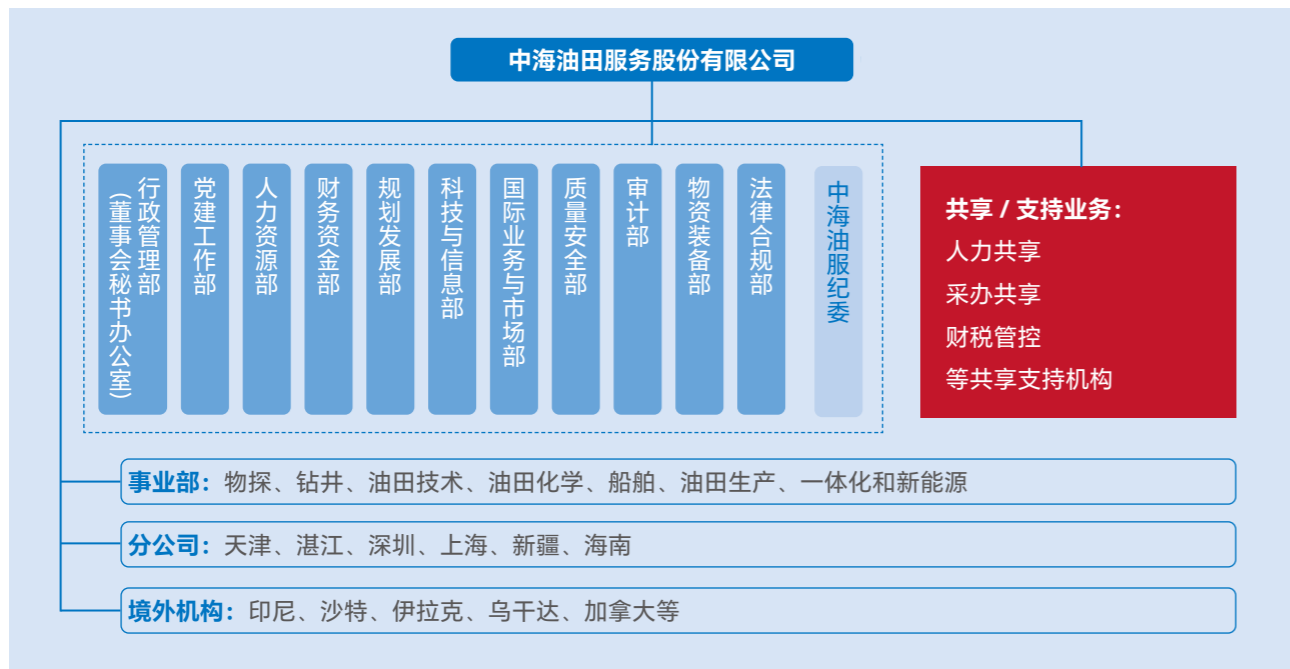 中海油田服务股份有限公司
行政管理部
（董事会秘书办公室）
党建工作部
人力资源部
财务资金部
规划发展部
科技与信息部
国际业务与市场部
质量安全部
审计部
物资装备部
法律合规部
中海油服纪委
共享 / 支持业务：
人力共享
采办共享
财税管控
等共享支持机构
事业部：物探、钻井、油田技术、油田化学、船舶、油田生产、一体化和新能源
分公司：天津、湛江、深圳、上海、新疆、海南
境外机构：印尼、沙特、伊拉克、乌干达、加拿大等